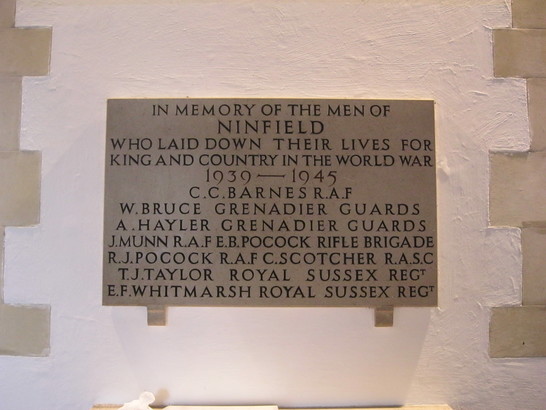 IN MEMORY OF THE MEN OF
NINFIELD
WHO LAID DOWN THEIR LIVES FOR
KING AND COUNTRY IN THE WORLD WAR
1939 — 1945
C.C.BARNES R.A.F
W.BRUCE GRENADIER GUARDS
A.HAYLER GRENADIER GUARDS
J.MUNN R.A.F E.B.POCOCK RIFLE BRIGADE
R.J.POCOCK R.A.F C.SCOTCHER R.A.S.C
T.J.TAYLOR ROYAL SUSSEX REGT
E.F.WHITMARSH ROYAL SUSSEX REGT